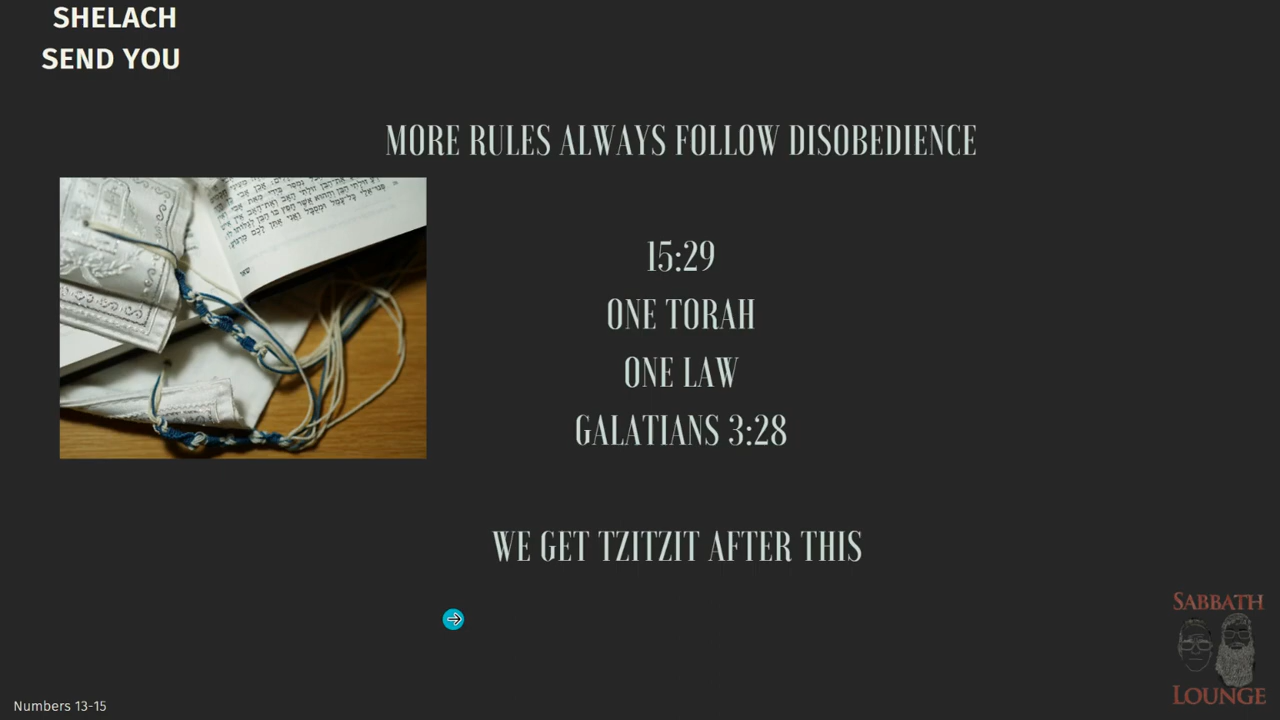 SHELACH
SEND YOU
MORE RULES ALWAYS FOLLOW DISOBEDIENCE
15:29
ONE TORAH
ONE LAW
GALATIANS 3:28
WE GET TZITZIT AFTER THIS
SABBATH
LOUNGE
Numbers 13-15